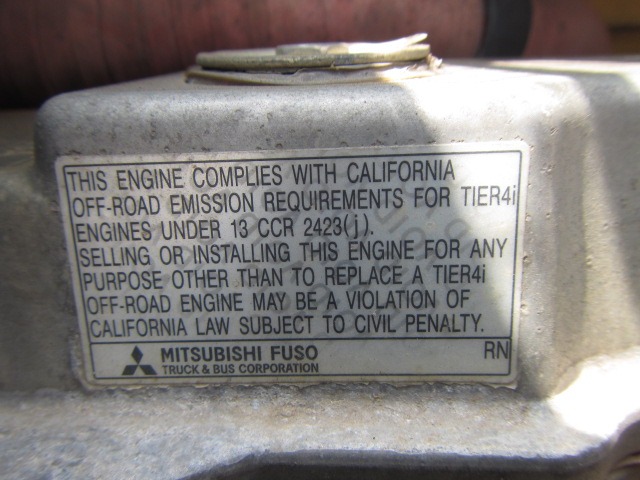 THIS ENGINE COMPLIES WITH CALIFORNIA
OFF-ROAD EMISSION REQUIREMENTS FOR TIER4i
ENGINES UNDER 13 CCR 2423(j).
SELLING OR INSTALLING THIS ENGINE FOR ANY
PURPOSE OTHER THAN TO REPLACE A TIER4i
OFF-ROAD ENGINE MAY BE A VIOLATION OF
CALIFORNIA LAW SUBJECT TO CIVIL PENALTY.
MITSUBISHI FUSO RN
TRUCK & BUS CORPORATION